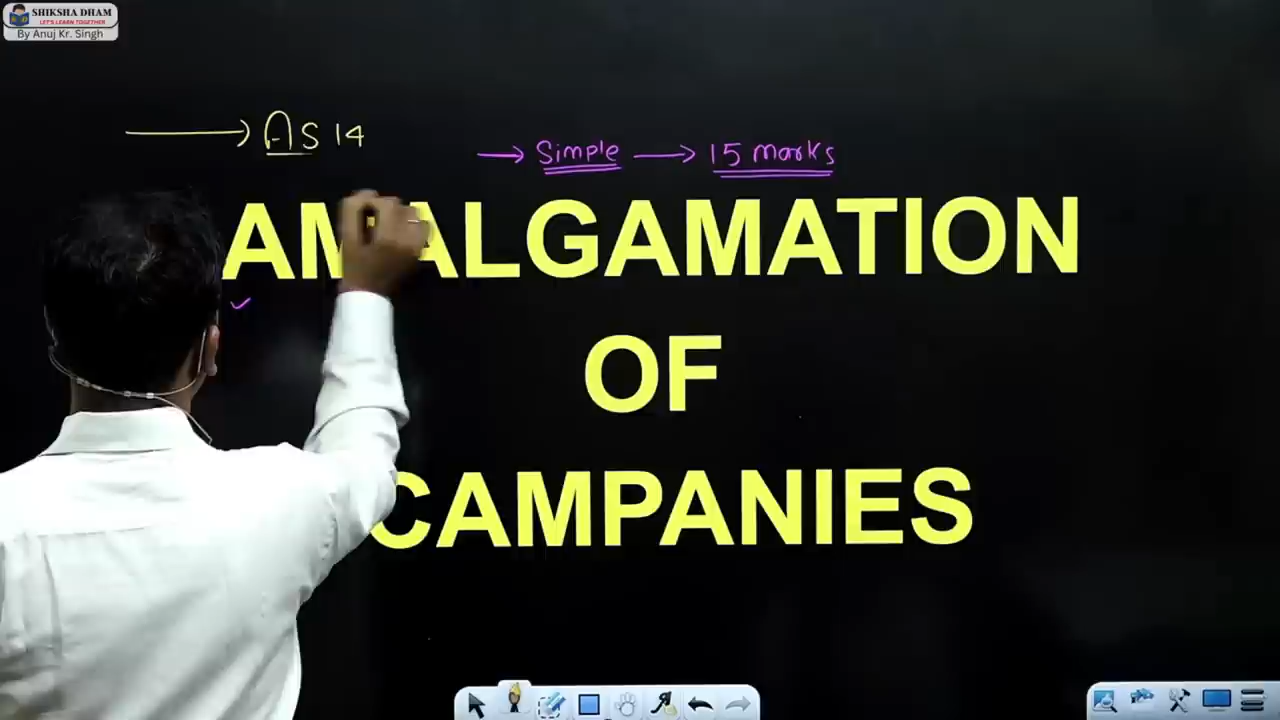 SHIKSHA DHAM
LET'S LEARN TOGETHER
By Anuj Kr. Singh
AS 14
Simple
15 marks
AMALGAMATION
OF
CAMPANIES